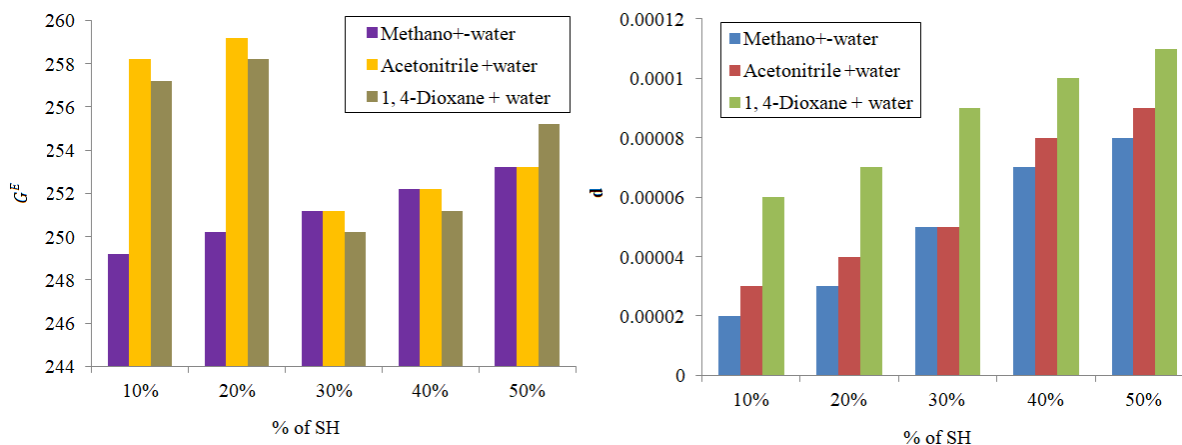 260
258
256
254
252
250
248
246
244
G^E
Methano+-water
Acetonitrile +water
1, 4-Dioxane + water
10%
20%
30%
40%
50%
% of SH
0.00012
0.0001
0.00008
0.00006
0.00004
0.00002
0
d
Methano+-water
Acetonitrile +water
1, 4-Dioxane + water
10%
20%
30%
40%
50%
% of SH